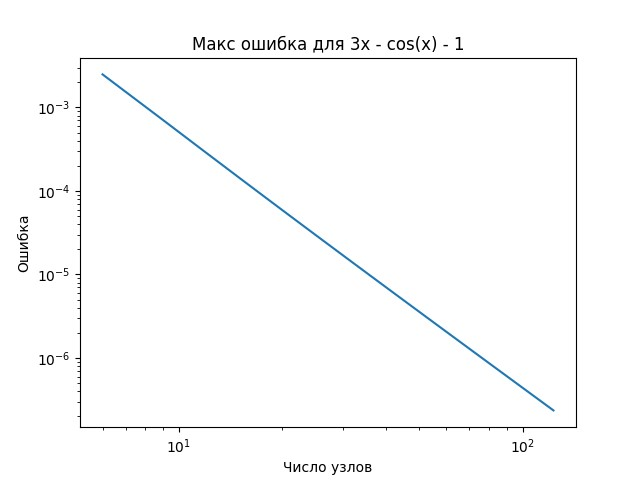 Макс ошибка для 3x - cos(x) - 1
Ошибка
10⁻³
10⁻⁴
10⁻⁵
10⁻⁶
10¹
10²
Число узлов